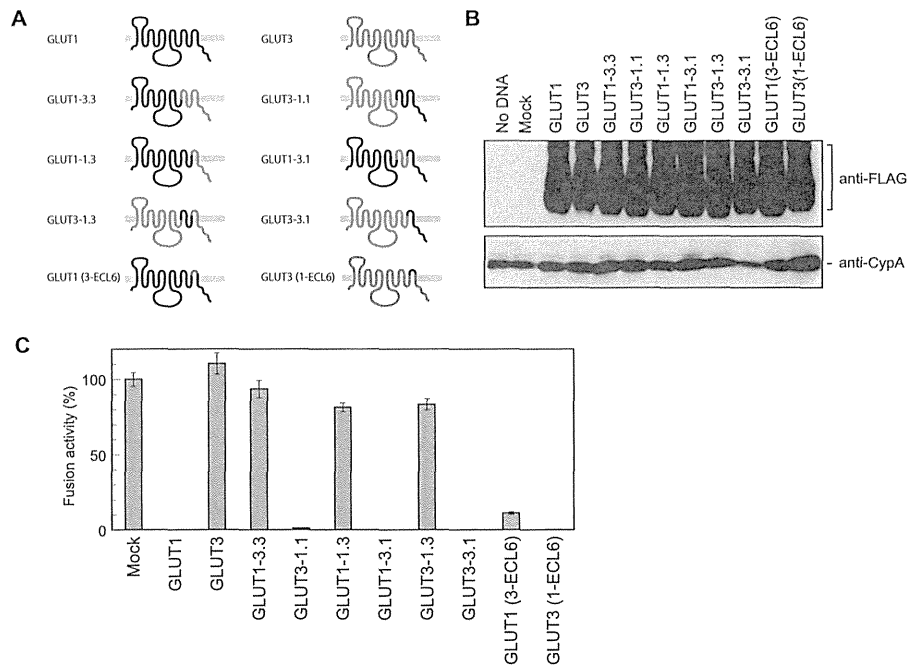 A
GLUT1
GLUT3
GLUT1-3.3
GLUT3-1.1
GLUT1-1.3
GLUT1-3.1
GLUT3-1.3
GLUT3-3.1
GLUT1 (3-ECL6)
GLUT3 (1-ECL6)
B
No DNA
Mock
GLUT1
GLUT3
GLUT1-3.3
GLUT3-1.1
GLUT1-1.3
GLUT1-3.1
GLUT3-1.3
GLUT3-3.1
GLUT1(3-ECL6)
GLUT3(1-ECL6)
anti-FLAG
- anti-CypA
C
Fusion activity (%)
100
50
0
Mock
GLUT1
GLUT3
GLUT1-3.3
GLUT3-1.1
GLUT1-1.3
GLUT1-3.1
GLUT3-1.3
GLUT3-3.1
GLUT1 (3-ECL6)
GLUT3 (1-ECL6)